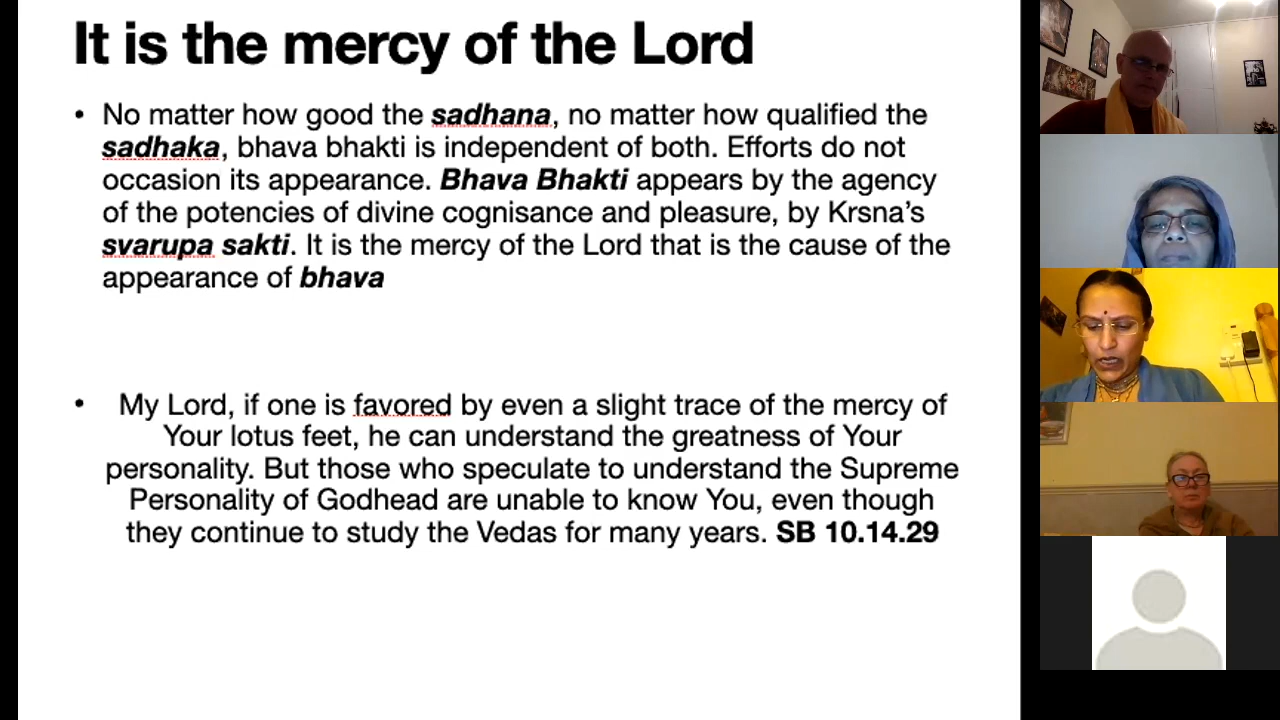 It is the mercy of the Lord
• No matter how good the sadhana, no matter how qualified the
sadhaka, bhava bhakti is independent of both. Efforts do not
occasion its appearance. Bhava Bhakti appears by the agency
of the potencies of divine cognisance and pleasure, by Krsna’s
svarupa sakti. It is the mercy of the Lord that is the cause of the
appearance of bhava
• My Lord, if one is favored by even a slight trace of the mercy of
Your lotus feet, he can understand the greatness of Your
personality. But those who speculate to understand the Supreme
Personality of Godhead are unable to know You, even though
they continue to study the Vedas for many years. SB 10.14.29